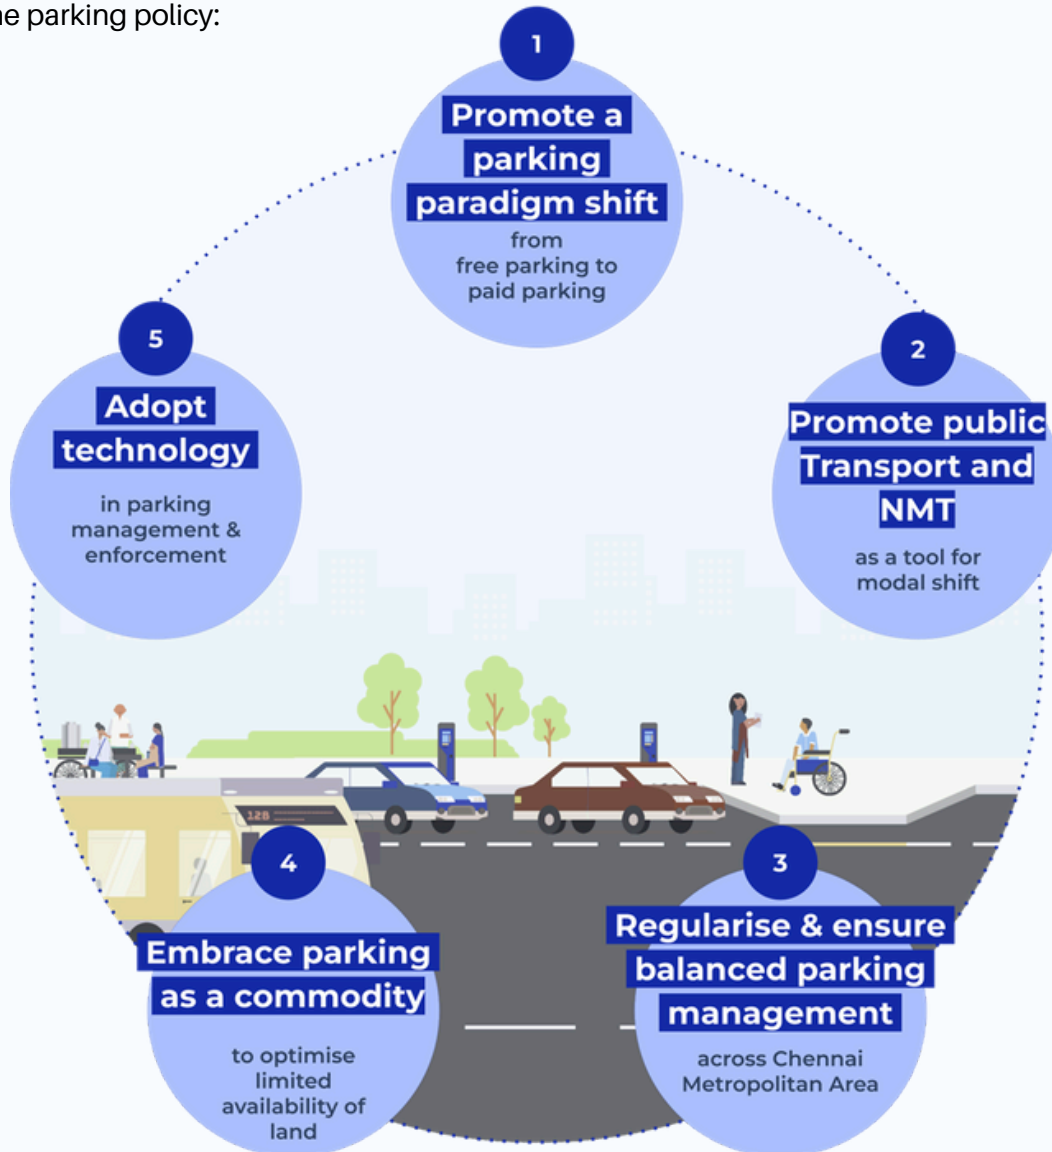 he parking policy:
1
Promote a
parking
paradigm shift
from
free parking to
paid parking
2
Promote public
Transport and
NMT
as a tool for
modal shift
3
Regularise & ensure
balanced parking
management
across Chennai
Metropolitan Area
4
Embrace parking
as a commodity
to optimise
limited
availability of
land
5
Adopt
technology
in parking
management &
enforcement
128